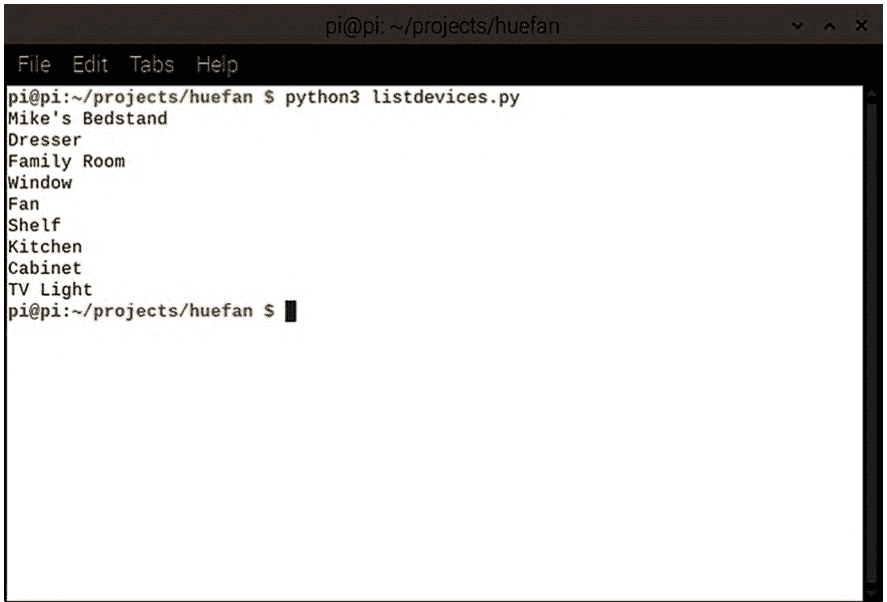 pi@pi: ~/projects/huefan
File Edit Tabs Help
pi@pi:~/projects/huefan $ python3 listdevices.py
Mike's Bedstand
Dresser
Family Room
Window
Fan
Shelf
Kitchen
Cabinet
TV Light
pi@pi:~/projects/huefan $